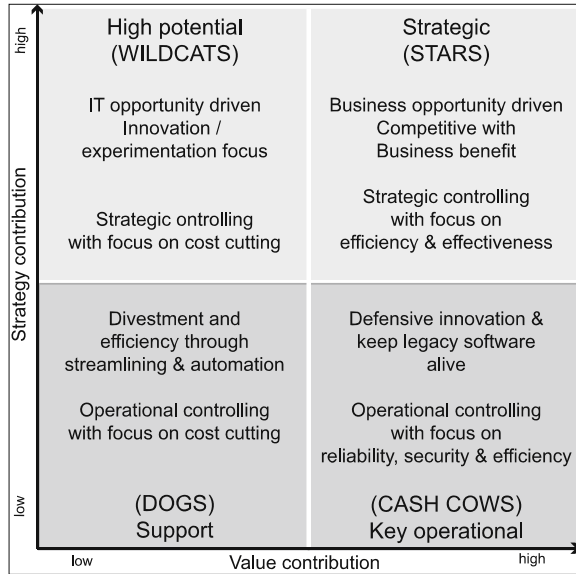 high
Strategy contribution
low
High potential
(WILDCATS)
IT opportunity driven
Innovation /
experimentation focus
Strategic ontrolling
with focus on cost cutting
Strategic
(STARS)
Business opportunity driven
Competitive with
Business benefit
Strategic controlling
with focus on
efficiency & effectiveness
Divestment and
efficiency through
streamlining & automation
Operational controlling
with focus on cost cutting
(DOGS)
Support
Defensive innovation &
keep legacy software
alive
Operational controlling
with focus on
reliability, security & efficiency
(CASH COWS)
Key operational
low
Value contribution
high